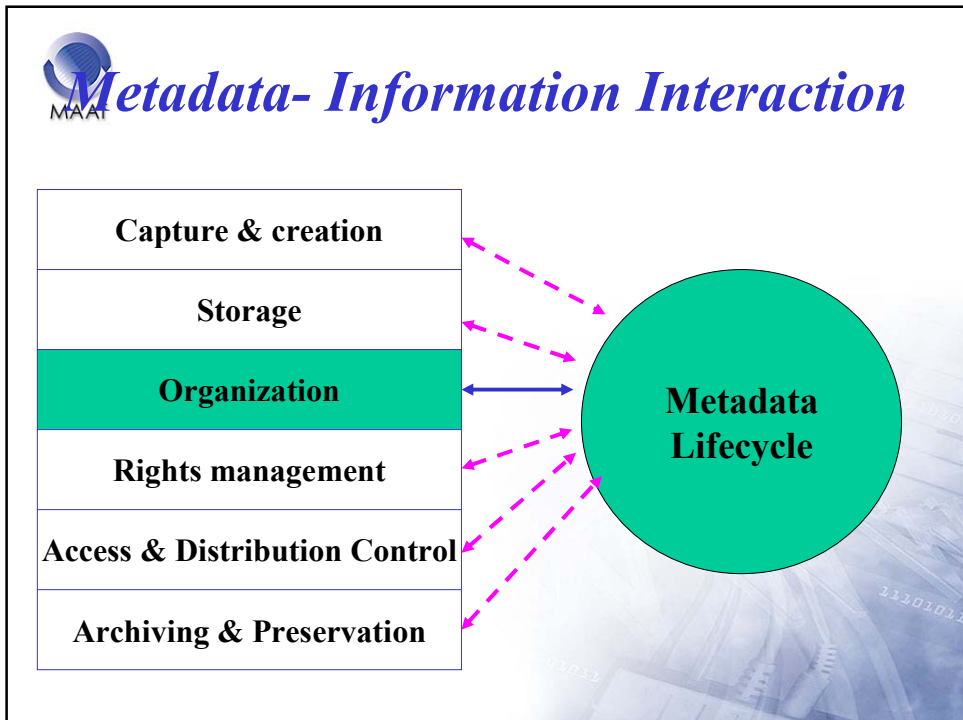 MAAT
Metadata- Information Interaction
Capture & creation
Storage
Organization
Rights management
Access & Distribution Control
Archiving & Preservation
Metadata
Lifecycle